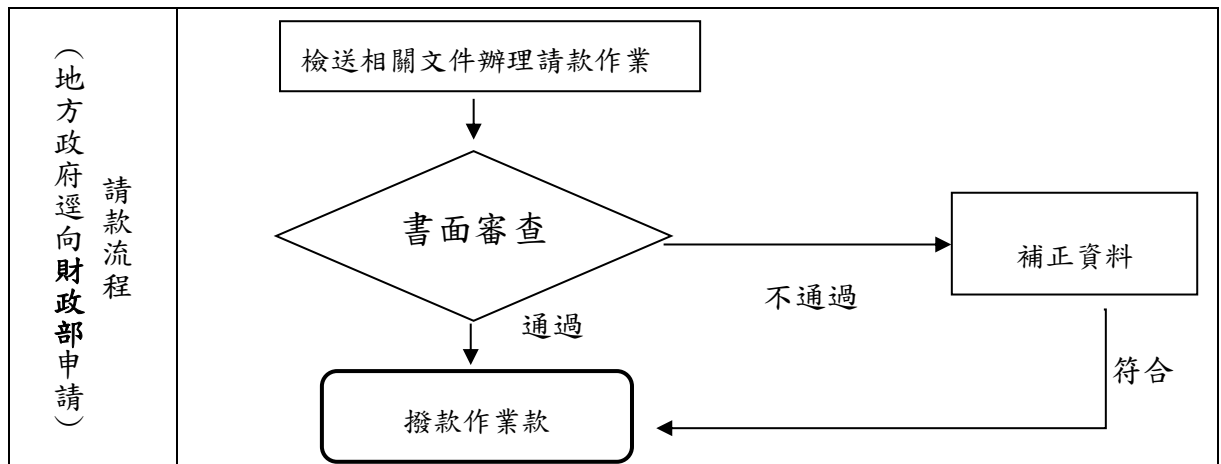 請款流程
（地方政府逕向財政部申請）
檢送相關文件辦理請款作業
書面審查
補正資料
不通過
通過
符合
撥款作業款